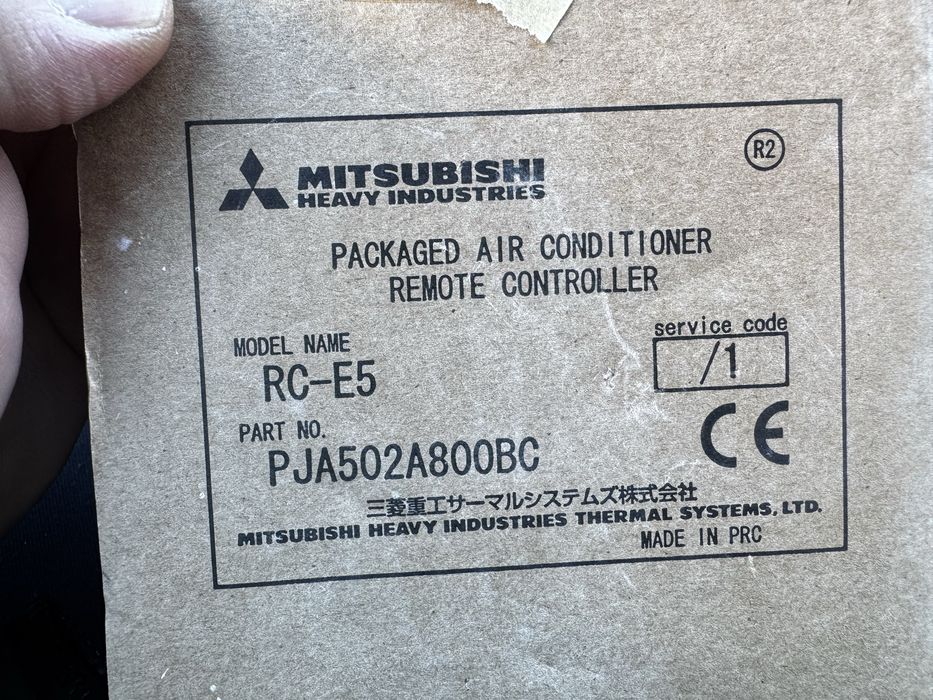 R2
MITSUBISHI
HEAVY INDUSTRIES
PACKAGED AIR CONDITIONER
REMOTE CONTROLLER
MODEL NAME
RC-E5
service code
/1
PART NO.
PJA502A800BC
CE
三菱重工サーマルシステムズ株式会社
MITSUBISHI HEAVY INDUSTRIES THERMAL SYSTEMS, LTD.
MADE IN PRC